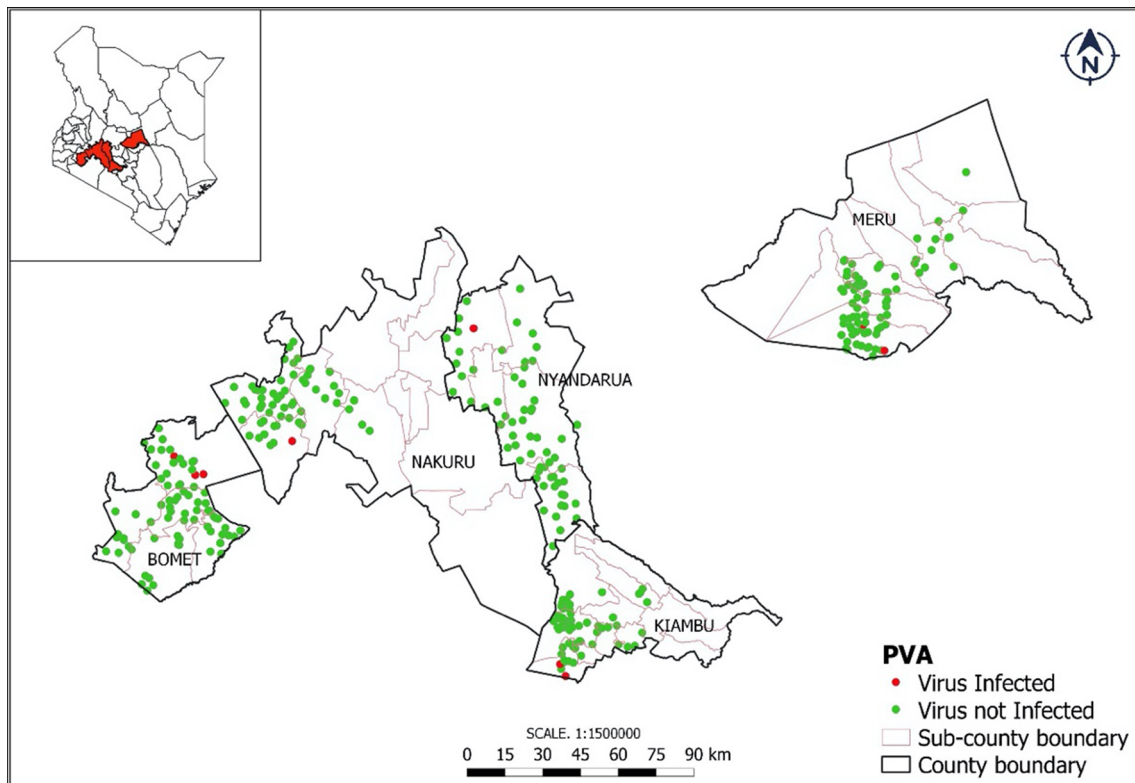 N
MERU
NYANDARUA
NAKURU
BOMET
KIAMBU
PVA
Virus Infected
Virus not Infected
Sub-county boundary
County boundary
SCALE. 1:1500000
0 15 30 45 60 75 90 km